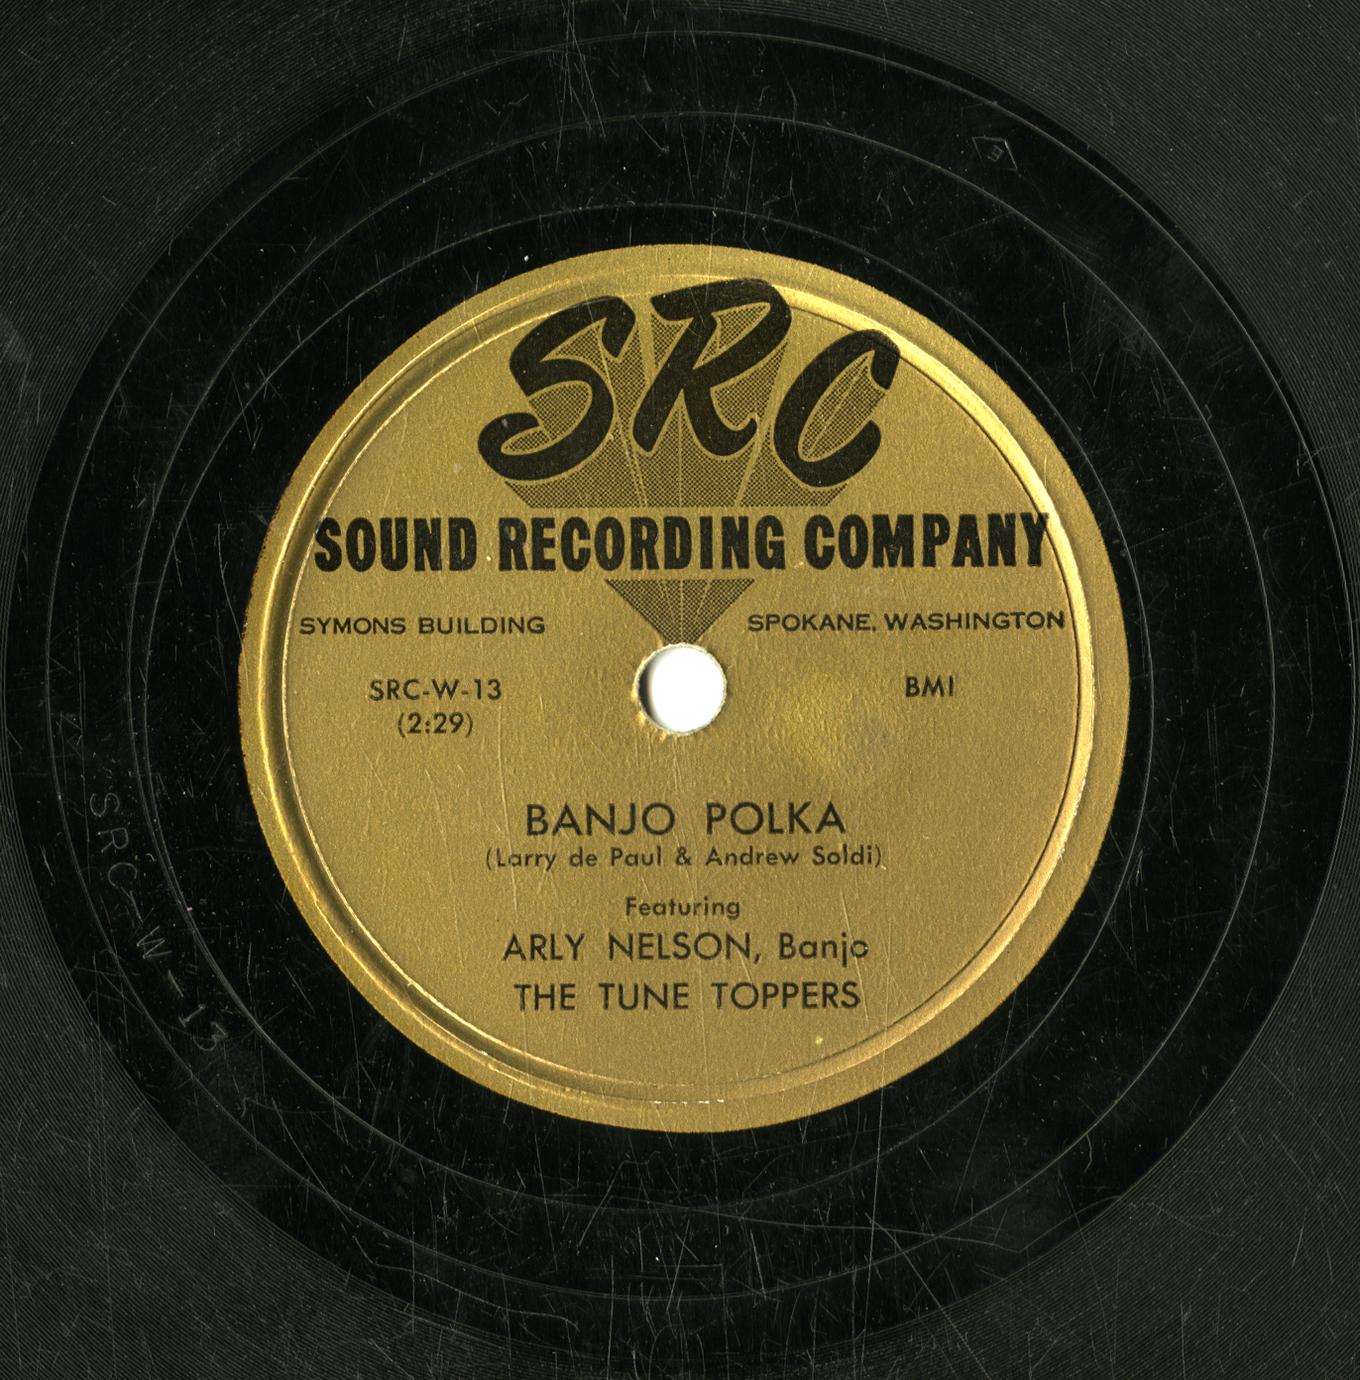 SRC
SOUND RECORDING COMPANY
SYMONS BUILDING
SPOKANE, WASHINGTON
SRC-W-13
(2:29)
BMI
BANJO POLKA
(Larry de Paul & Andrew Soldi)
Featuring
ARLY NELSON, Banjo
THE TUNE TOPPERS
SRC-W-13